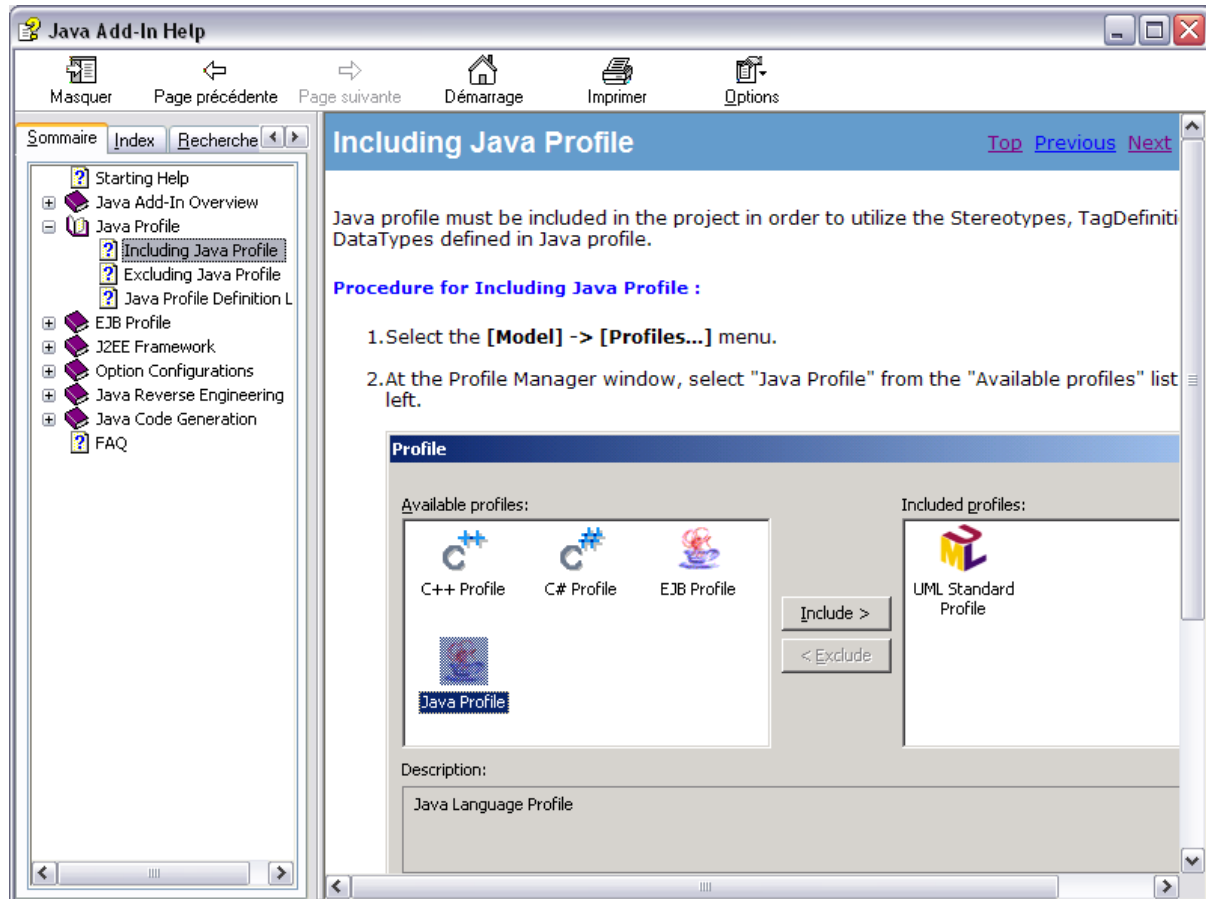 Java Add-In Help
Masquer Page précédente Page suivante Démarrage Imprimer Options
Sommaire Index Recherche
Starting Help
Java Add-In Overview
Java Profile
Including Java Profile
Excluding Java Profile
Java Profile Definition L
EJB Profile
J2EE Framework
Option Configurations
Java Reverse Engineering
Java Code Generation
FAQ
Including Java Profile
Top Previous Next
Java profile must be included in the project in order to utilize the Stereotypes, TagDefiniti
DataTypes defined in Java profile.
Procedure for Including Java Profile :
1.Select the [Model] -> [Profiles...] menu.
2.At the Profile Manager window, select "Java Profile" from the "Available profiles" list
left.
Profile
Available profiles:
C++ C#
C++ Profile C# Profile EJB Profile
Java Profile
Include >
< Exclude
Included profiles:
UML
UML Standard
Profile
Description:
Java Language Profile